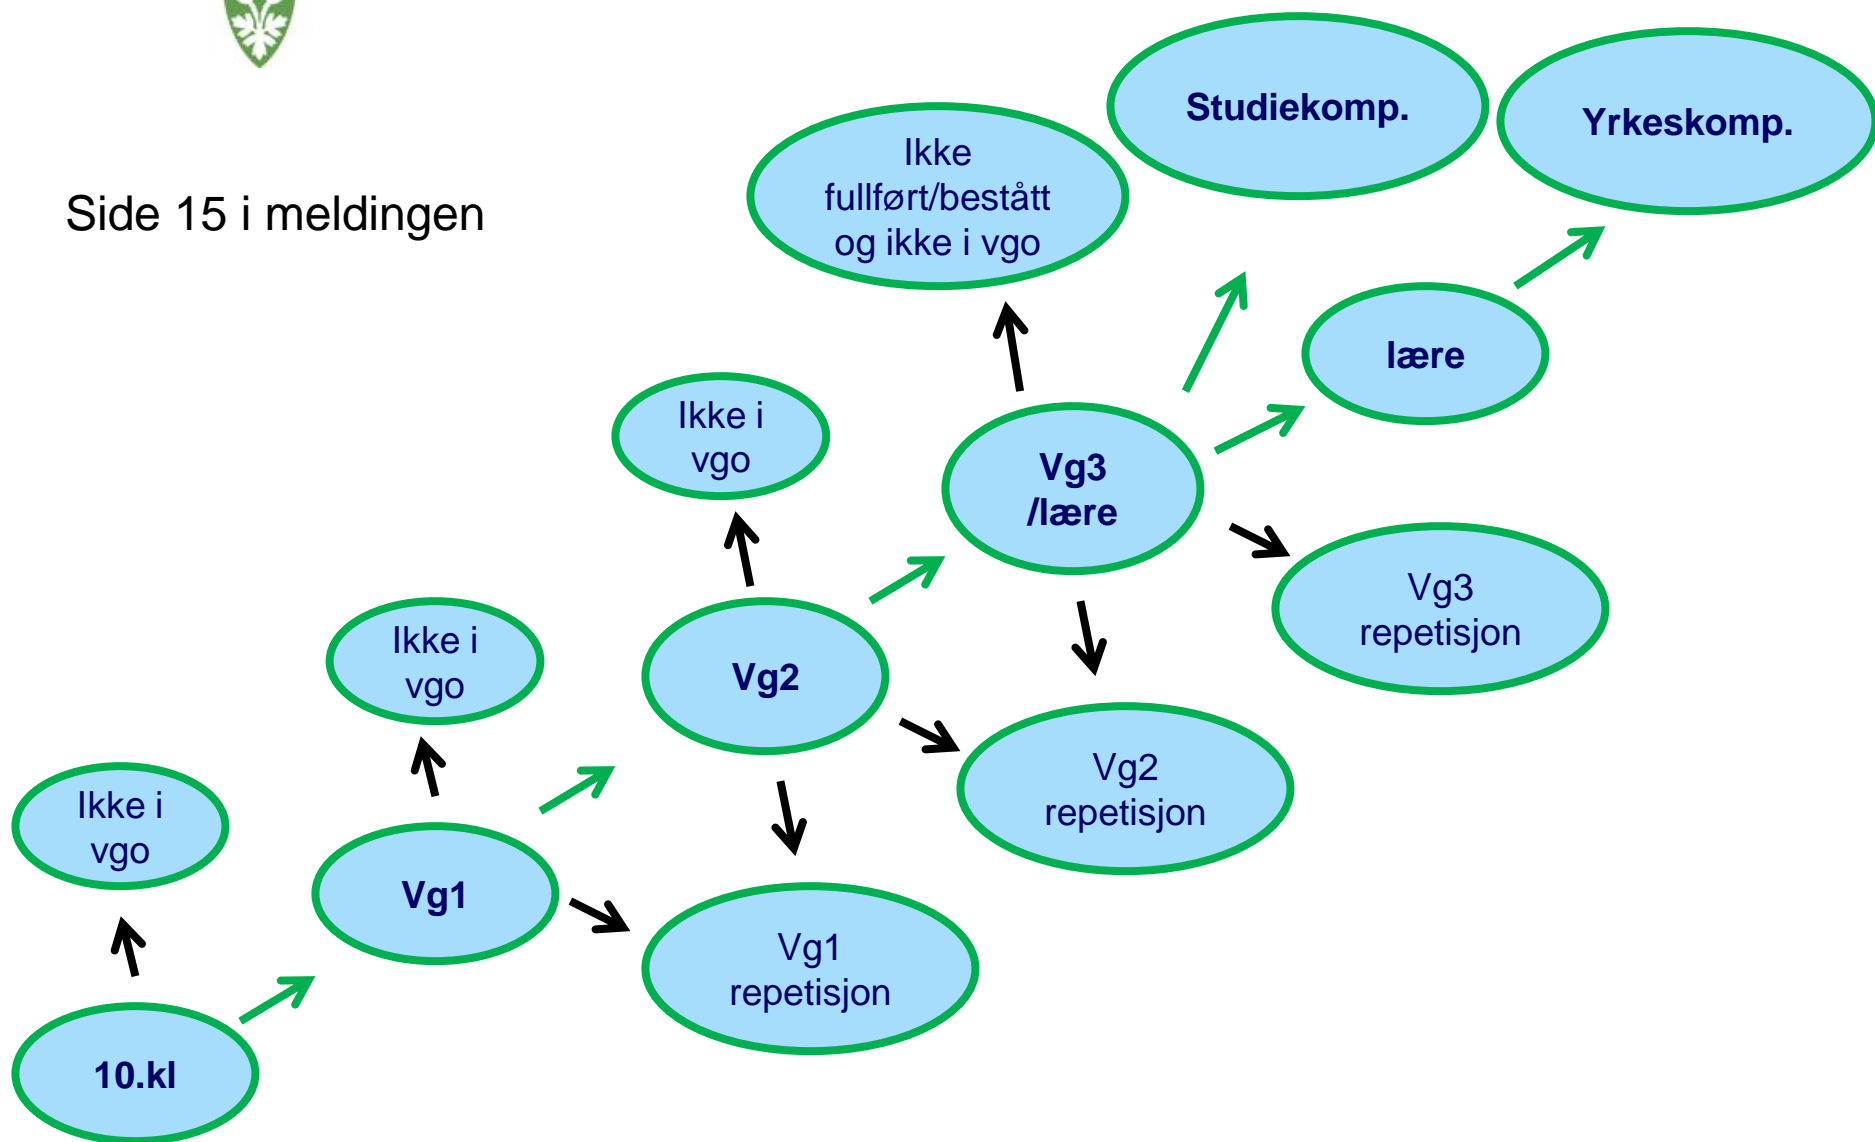 Studiekomp.
Yrkeskomp.
Ikke
fullført/bestått
og ikke i vgo
Side 15 i meldingen
lære
Ikke i
vgo
Vg3
/lære
Vg3
repetisjon
Ikke i
vgo
Vg2
Vg2
repetisjon
Ikke i
vgo
Vg1
Vg1
repetisjon
10.kl